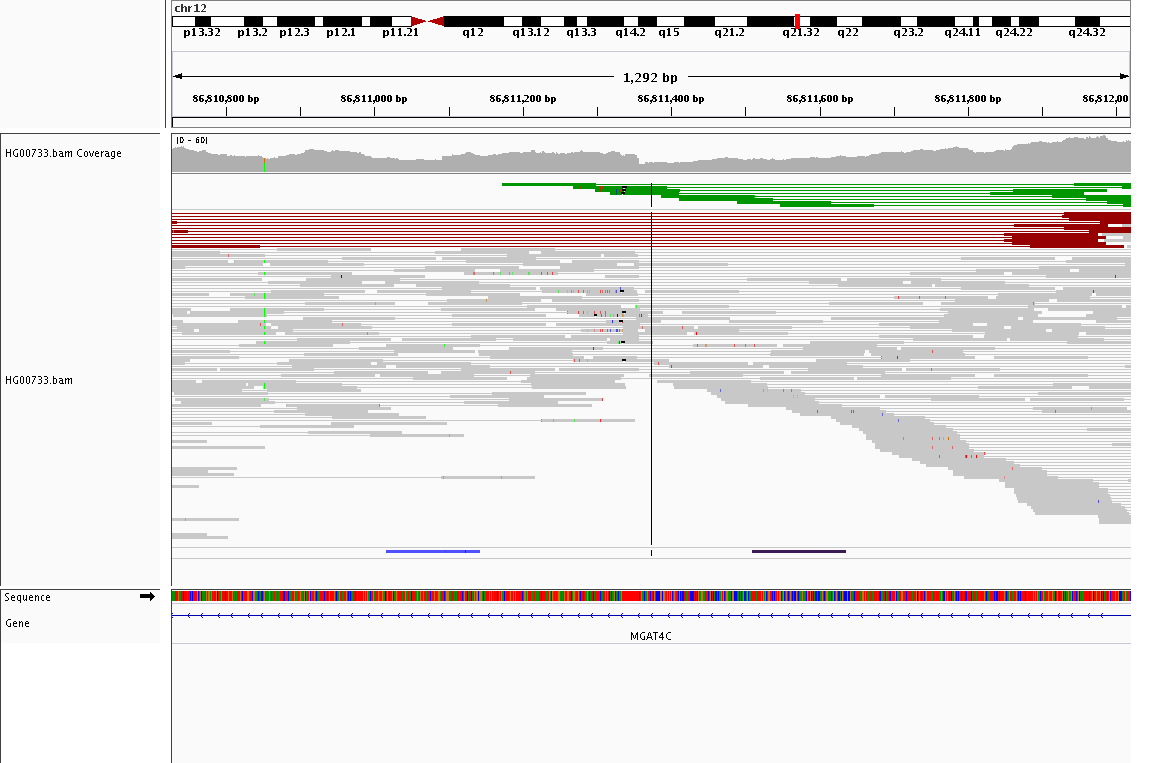 chr12
p13.32 p13.2 p12.3 p12.1 p11.21 q12 q13.12 q13.3 q14.2 q15 q21.2 q21.32 q22 q23.2 q24.11 q24.22 q24.32
1,292 bp
86,810,800 bp 86,811,000 bp 86,811,200 bp 86,811,400 bp 86,811,600 bp 86,811,800 bp 86,812,00
[0 - 60]
HG00733.bam Coverage
HG00733.bam
Sequence
Gene
MGAT4C